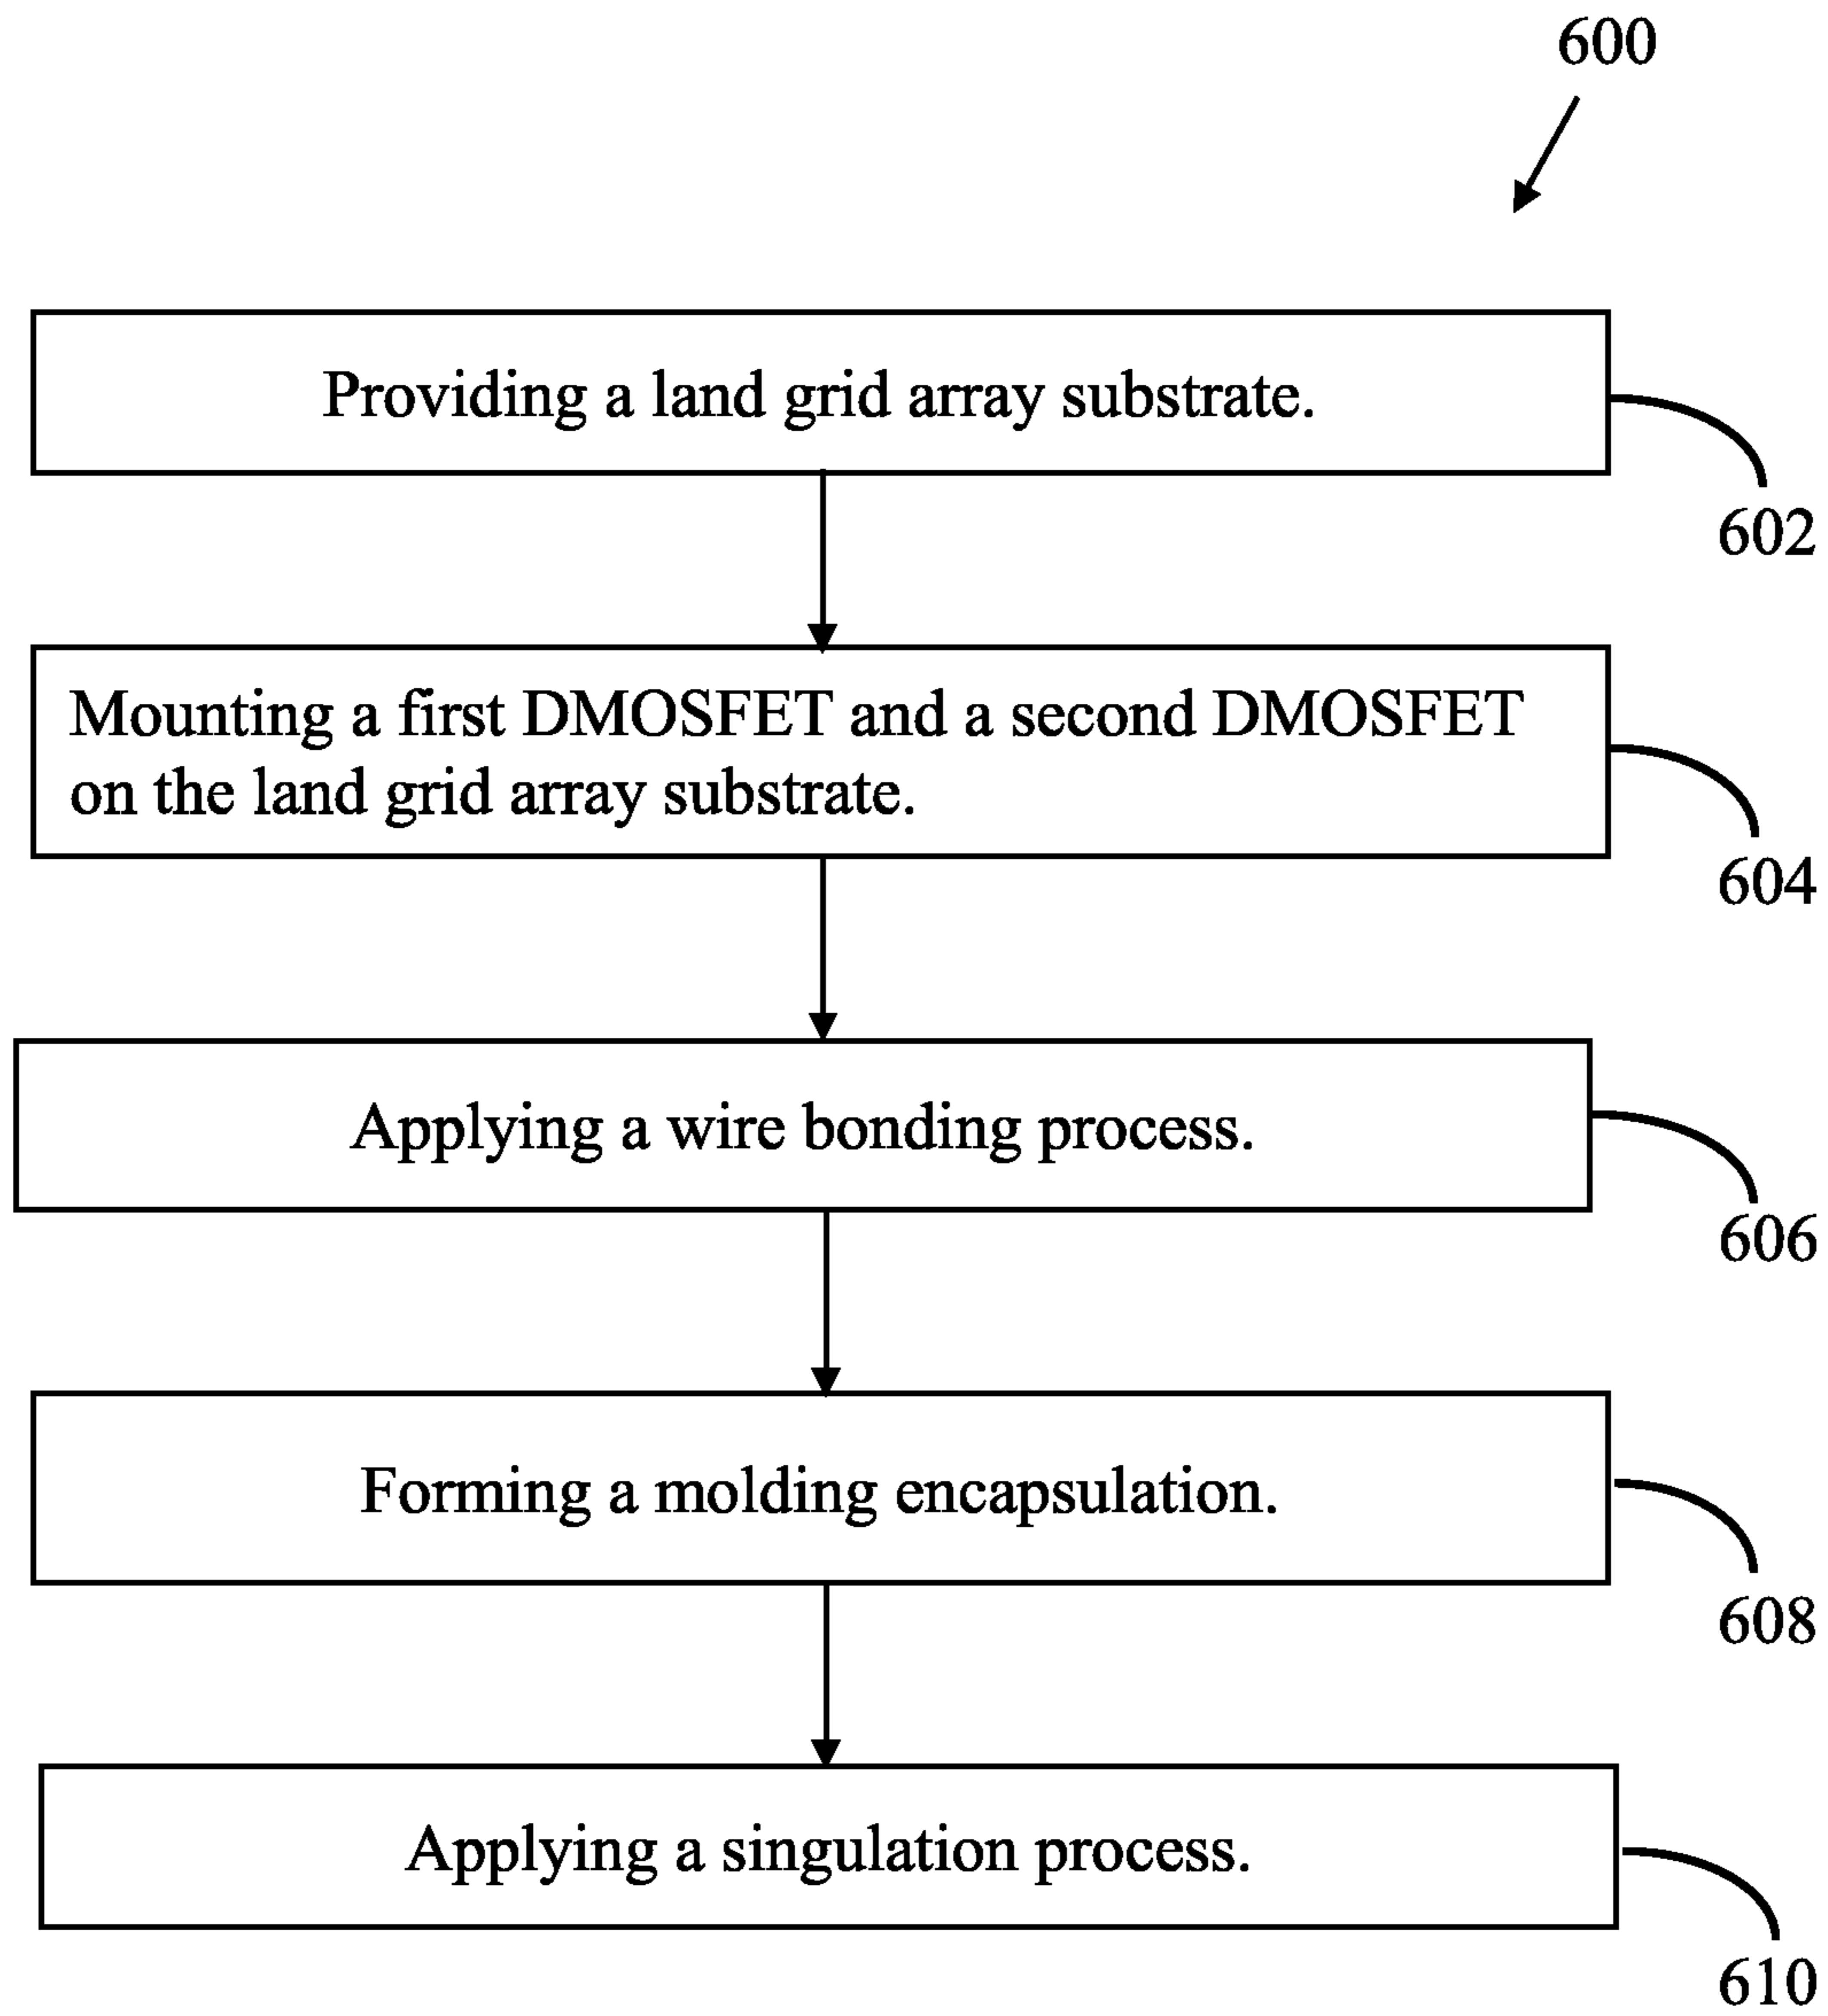 600
Providing a land grid array substrate.
602
Mounting a first DMOSFET and a second DMOSFET
on the land grid array substrate.
604
Applying a wire bonding process.
606
Forming a molding encapsulation.
608
Applying a singulation process.
610